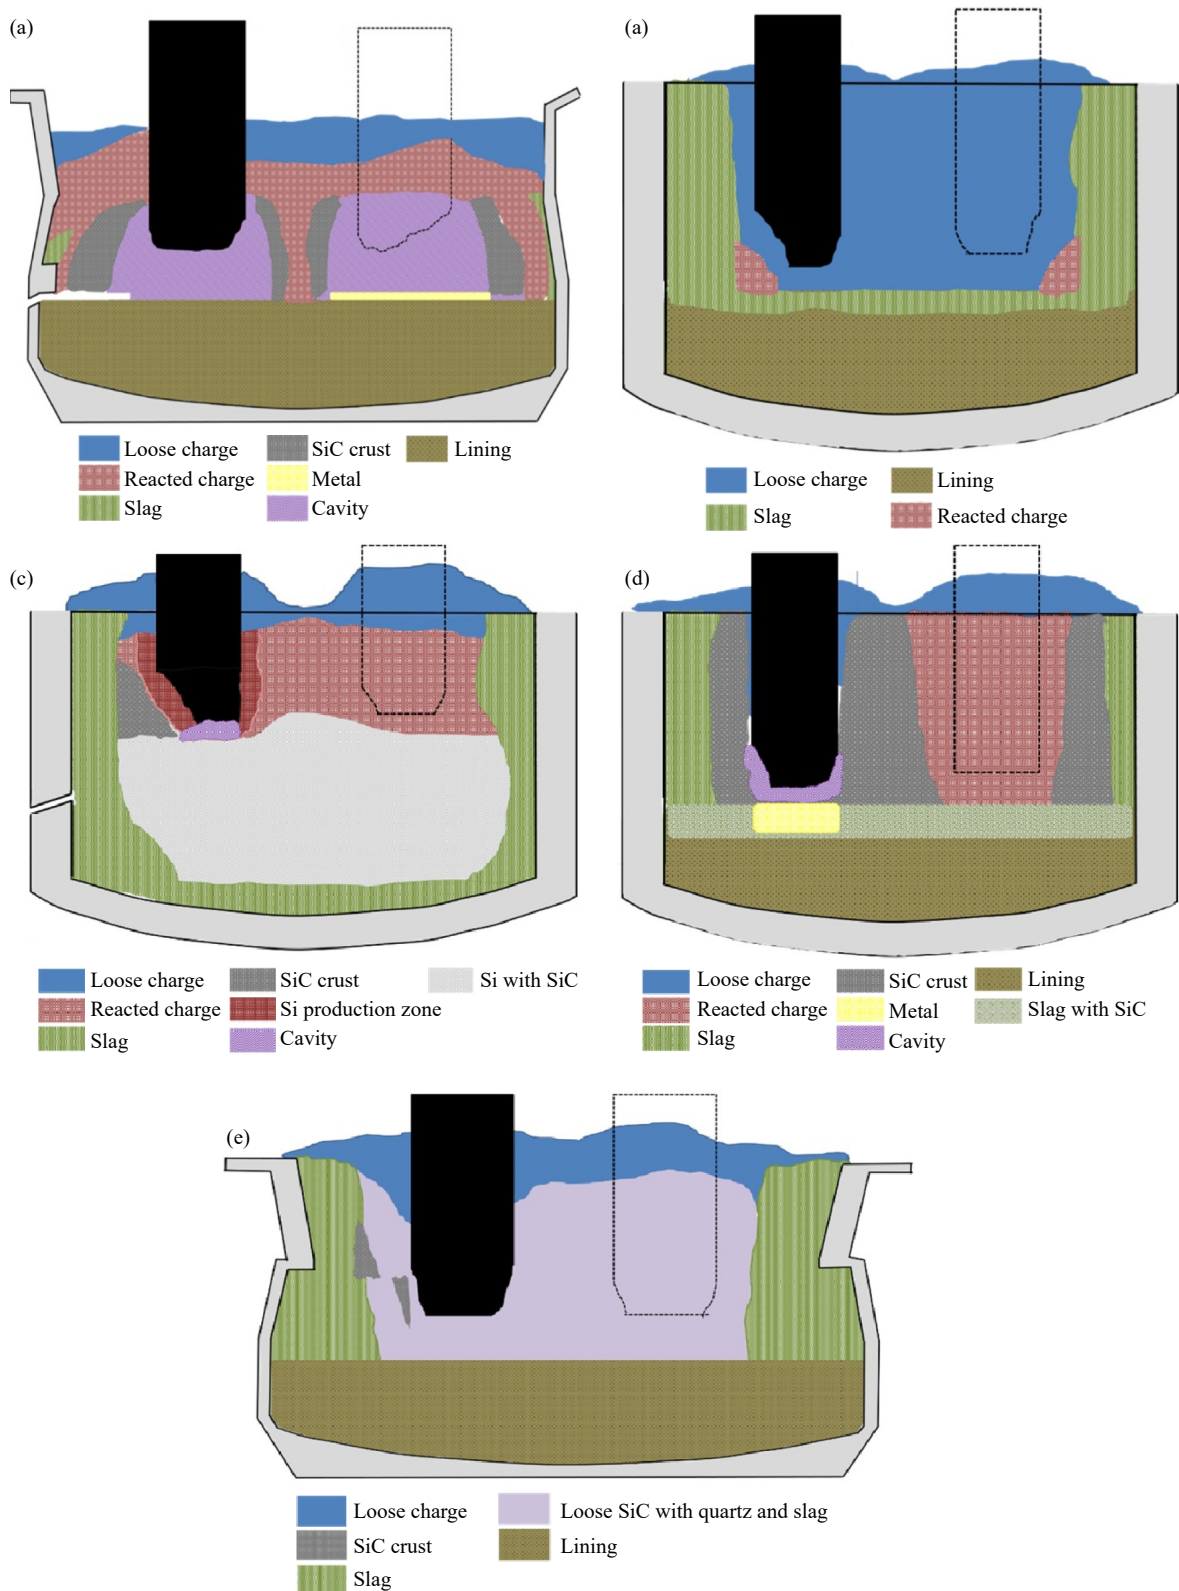 (a)
Loose charge
SiC crust
Lining
Reacted charge
Metal
Slag
Cavity
(a)
Loose charge
Lining
Slag
Reacted charge
(c)
Loose charge
SiC crust
Si with SiC
Reacted charge
Si production zone
Slag
Cavity
(d)
Loose charge
SiC crust
Lining
Reacted charge
Metal
Slag with SiC
Slag
Cavity
(e)
Loose charge
Loose SiC with quartz and slag
SiC crust
Lining
Slag